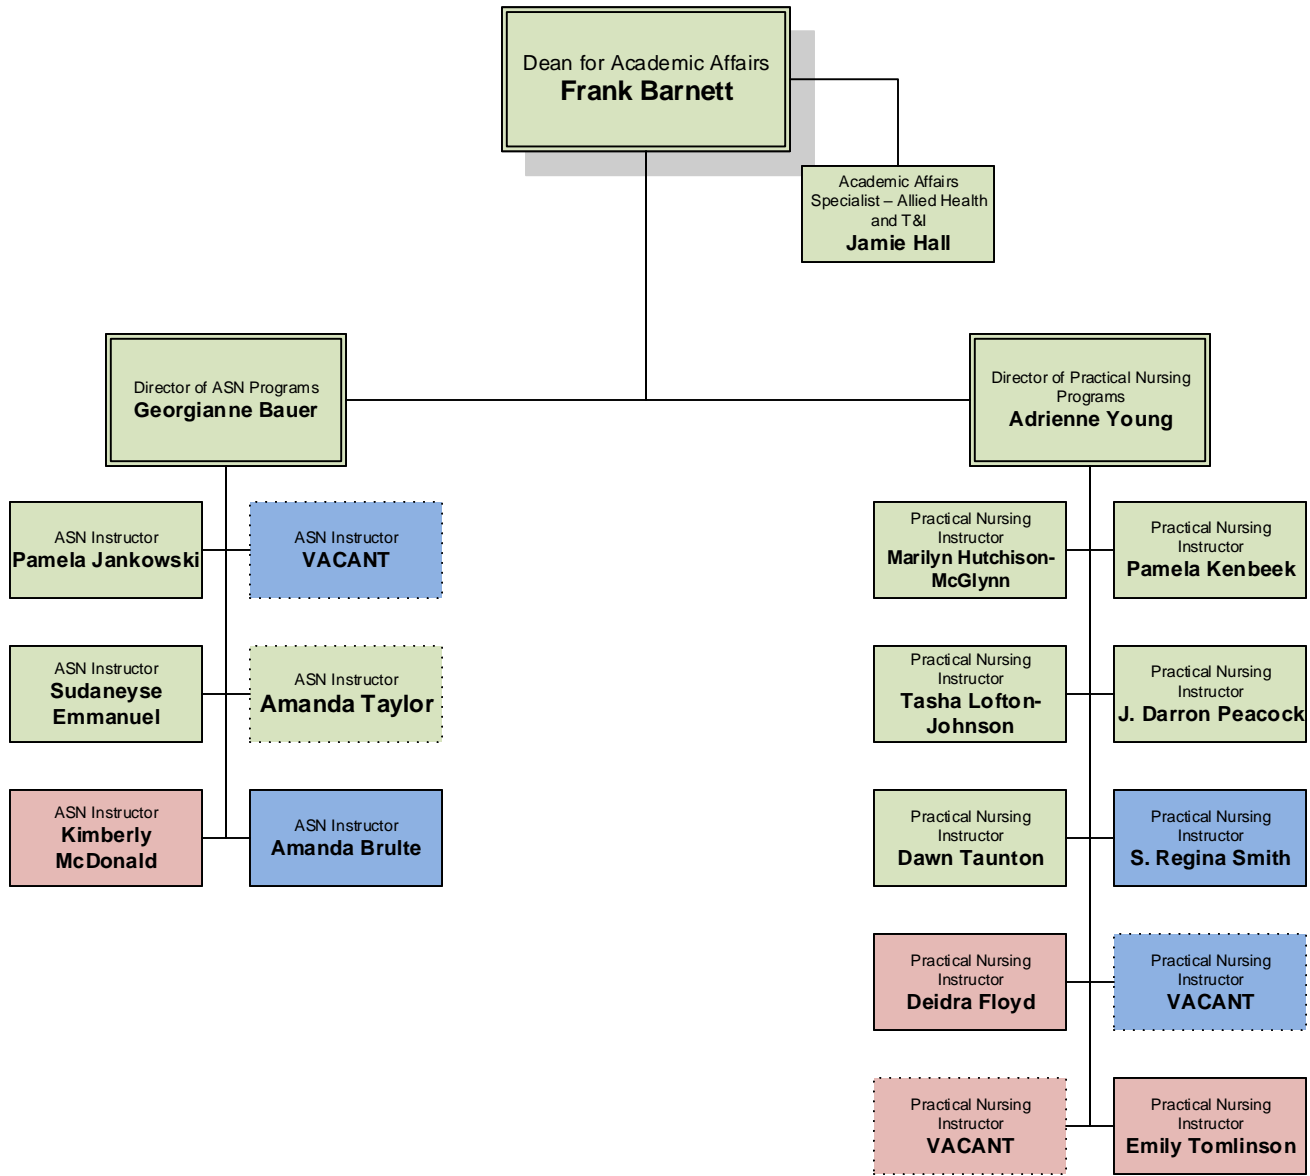 Dean for Academic Affairs
Frank Barnett
Academic Affairs
Specialist – Allied Health
and T&I
Jamie Hall
Director of ASN Programs
Georgianne Bauer
Director of Practical Nursing
Programs
Adrienne Young
ASN Instructor
Pamela Jankowski
ASN Instructor
VACANT
ASN Instructor
Sudaneyse
Emmanuel
ASN Instructor
Amanda Taylor
ASN Instructor
Kimberly
McDonald
ASN Instructor
Amanda Brulte
Practical Nursing
Instructor
Marilyn Hutchison-
McGlynn
Practical Nursing
Instructor
Pamela Kenbeek
Practical Nursing
Instructor
Tasha Lofton-
Johnson
Practical Nursing
Instructor
J. Darron Peacock
Practical Nursing
Instructor
Dawn Taunton
Practical Nursing
Instructor
S. Regina Smith
Practical Nursing
Instructor
Deidra Floyd
Practical Nursing
Instructor
VACANT
Practical Nursing
Instructor
VACANT
Practical Nursing
Instructor
Emily Tomlinson